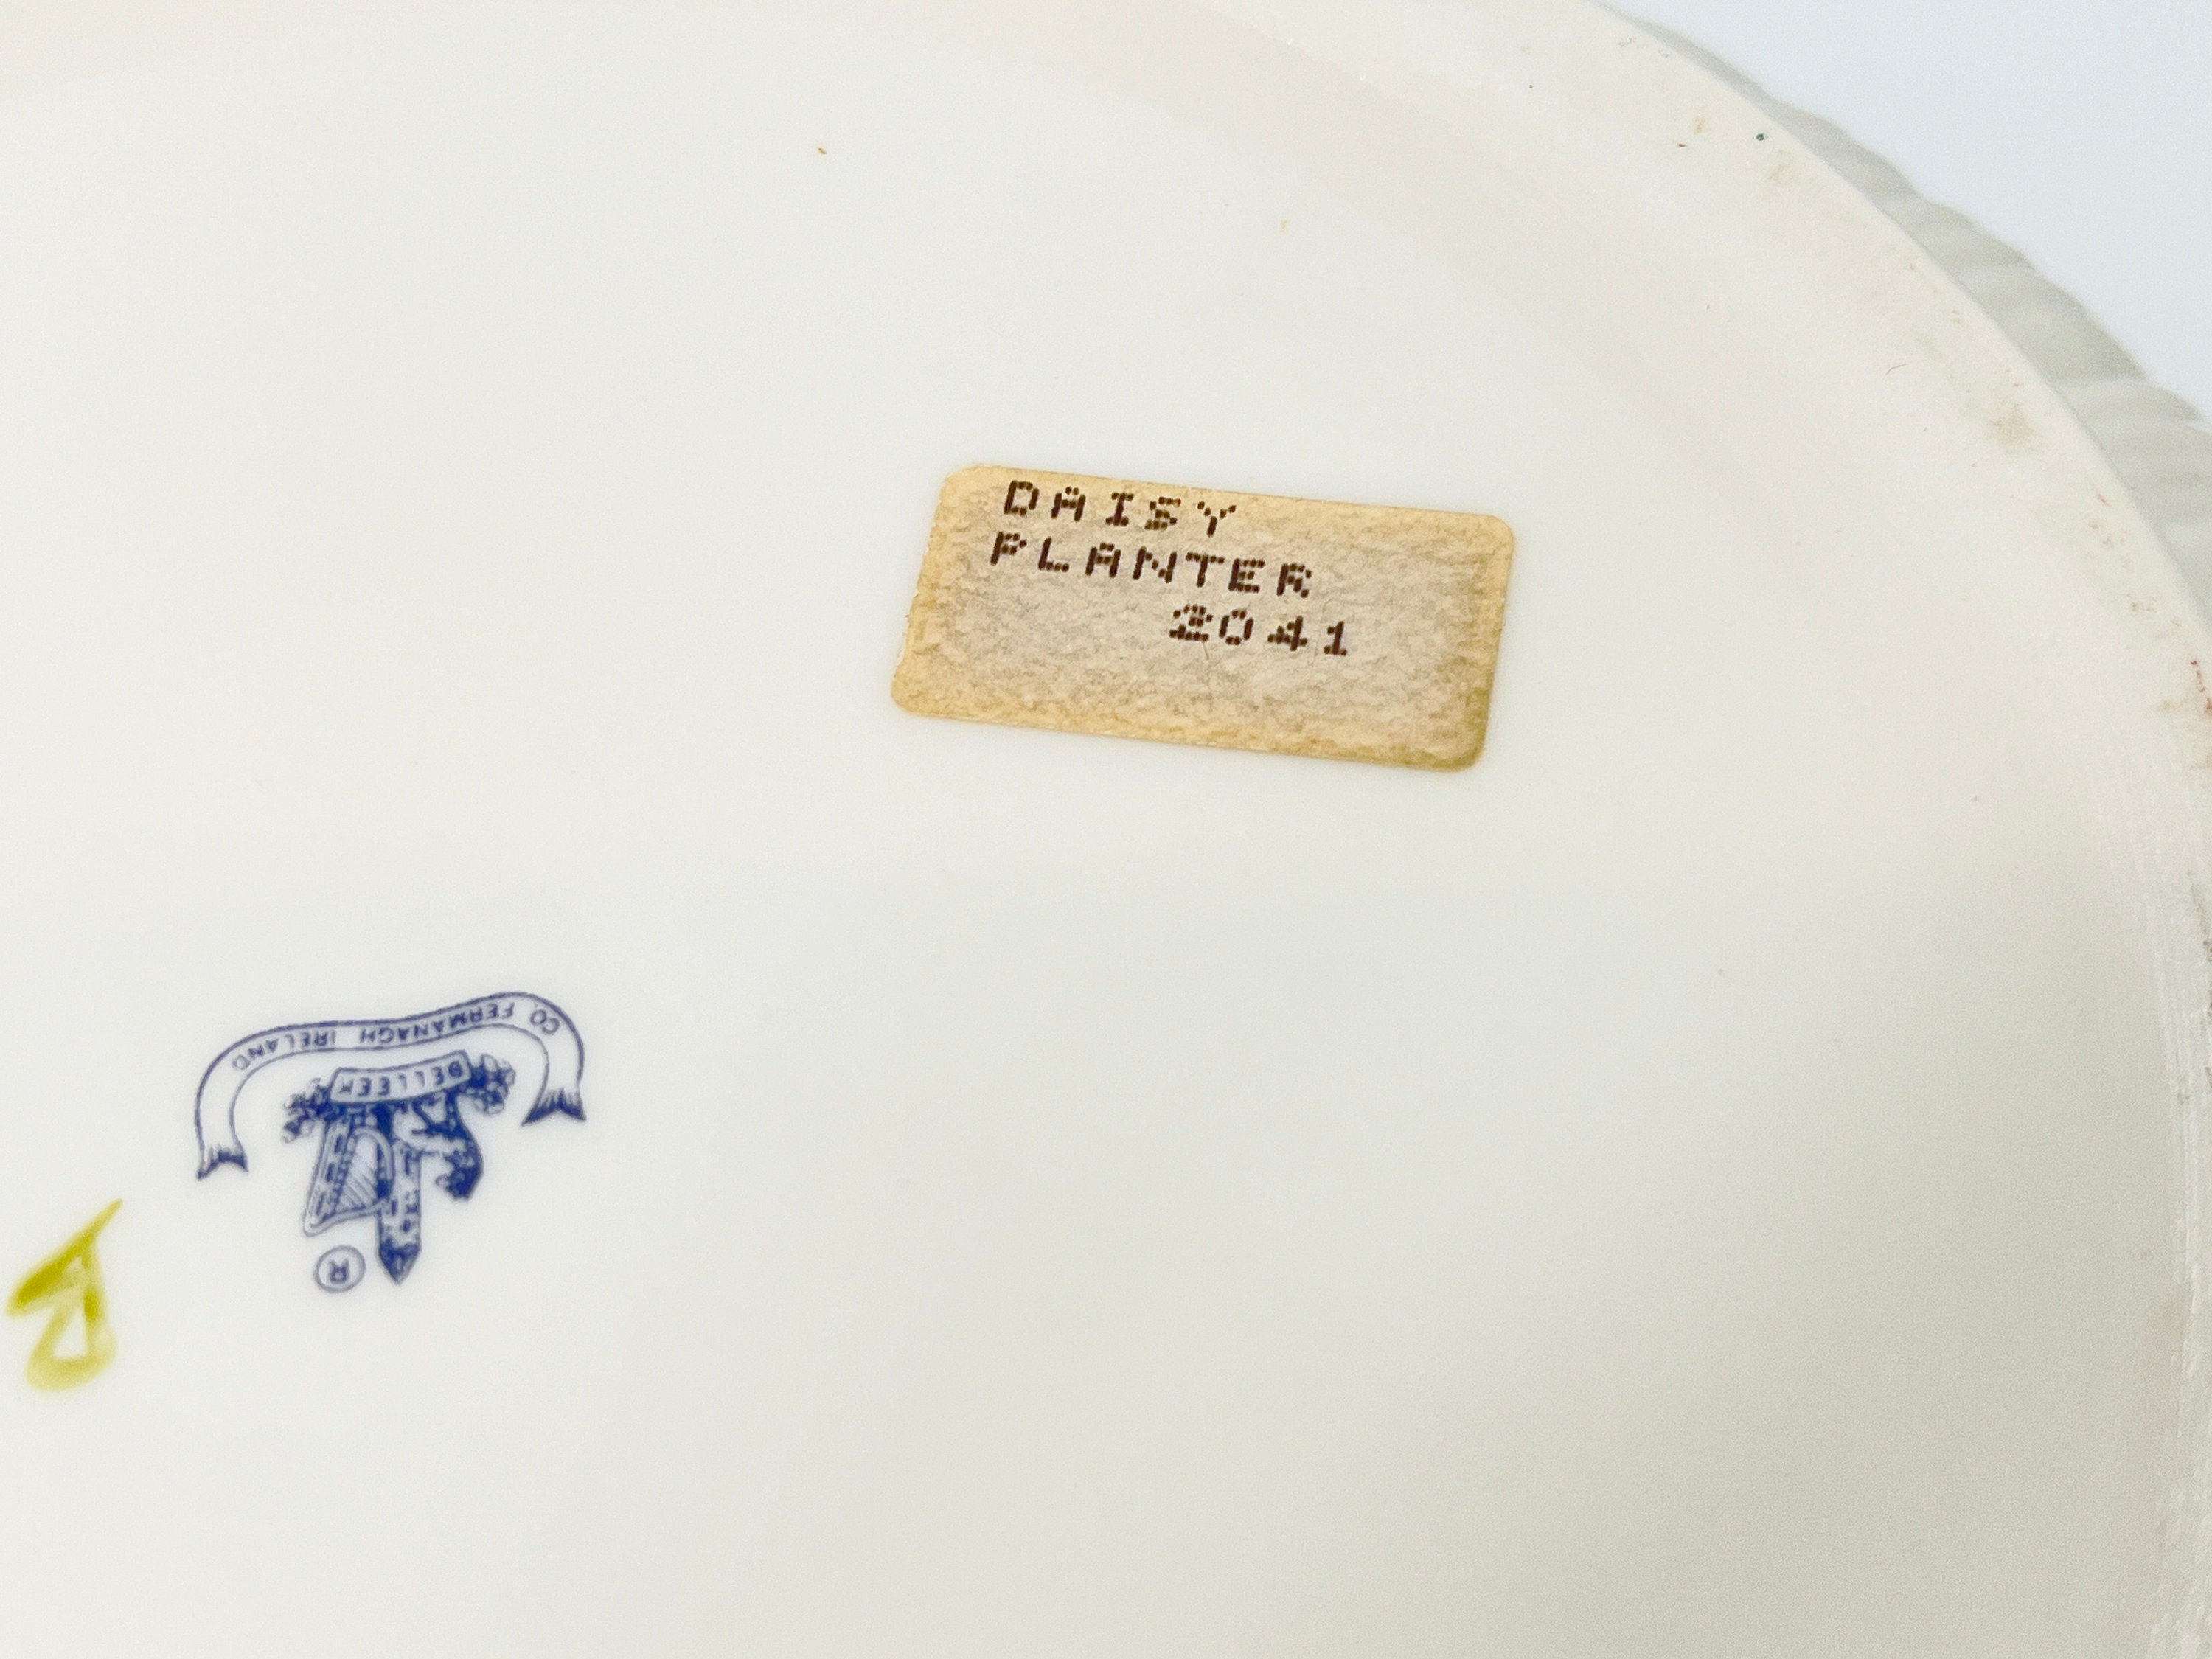 DAISY
PLANTER
2041
BELLEEK
CO. FERMANAGH IRELAND
®